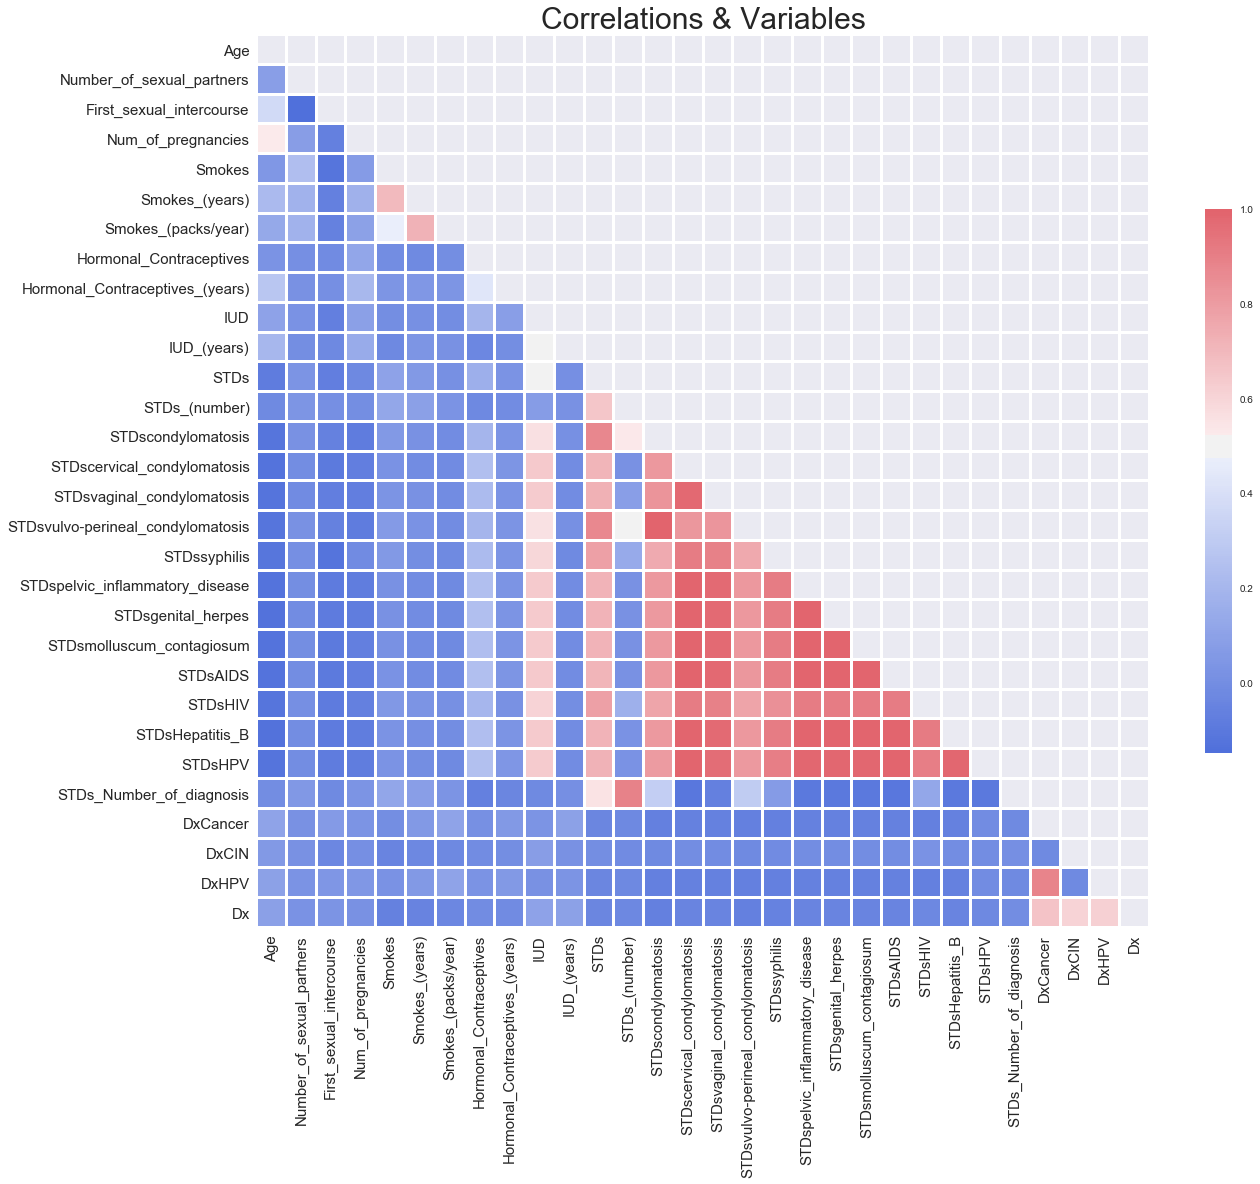 Correlations & Variables
Age
Number_of_sexual_partners
First_sexual_intercourse
Num_of_pregnancies
Smokes
Smokes_(years)
Smokes_(packs/year)
Hormonal_Contraceptives
Hormonal_Contraceptives_(years)
IUD
IUD_(years)
STDs
STDs_(number)
STDscondylomatosis
STDscervical_condylomatosis
STDsvaginal_condylomatosis
STDsvulvo-perineal_condylomatosis
STDssyphilis
STDspelvic_inflammatory_disease
STDsgenital_herpes
STDsmolluscum_contagiosum
STDsAIDS
STDsHIV
STDsHepatitis_B
STDsHPV
STDs_Number_of_diagnosis
DxCancer
DxCIN
DxHPV
Dx
Age
Number_of_sexual_partners
First_sexual_intercourse
Num_of_pregnancies
Smokes
Smokes_(years)
Smokes_(packs/year)
Hormonal_Contraceptives
Hormonal_Contraceptives_(years)
IUD
IUD_(years)
STDs
STDs_(number)
STDscondylomatosis
STDscervical_condylomatosis
STDsvaginal_condylomatosis
STDsvulvo-perineal_condylomatosis
STDssyphilis
STDspelvic_inflammatory_disease
STDsgenital_herpes
STDsmolluscum_contagiosum
STDsAIDS
STDsHIV
STDsHepatitis_B
STDsHPV
STDs_Number_of_diagnosis
DxCancer
DxCIN
DxHPV
Dx
1.0
0.8
0.6
0.4
0.2
0.0